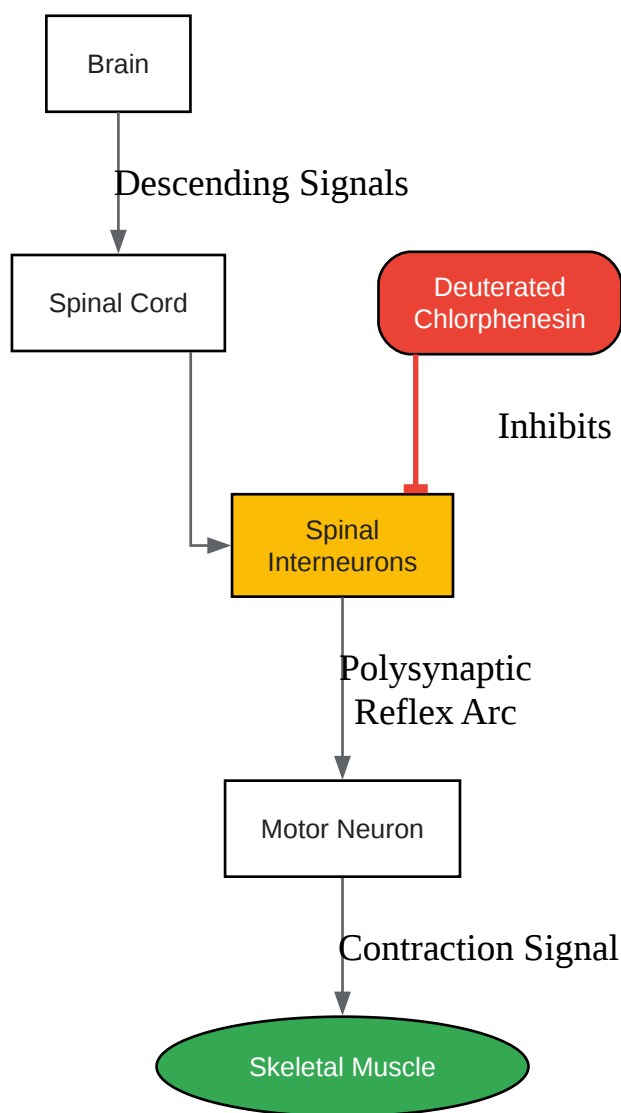 Brain
Descending Signals
Spinal Cord
Deuterated
Chlorphenesin
Inhibits
Spinal
Interneurons
Polysynaptic
Reflex Arc
Motor Neuron
Contraction Signal
Skeletal Muscle